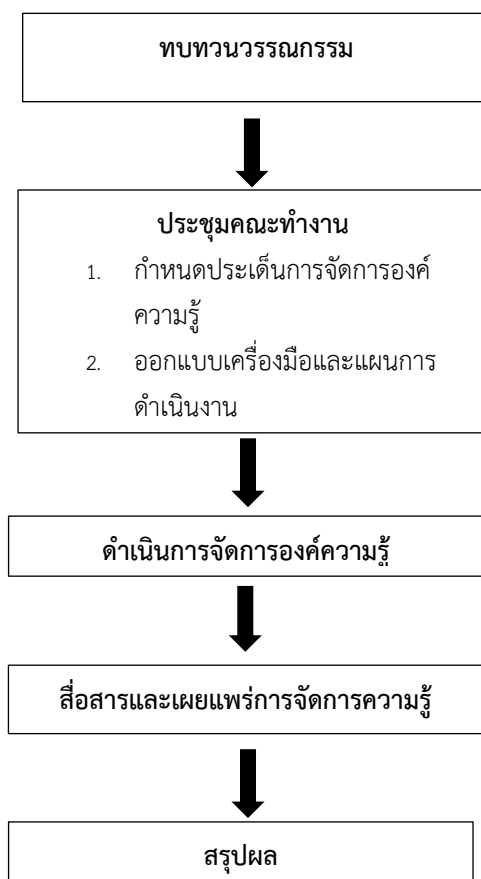 ทบทวนวรรณกรรม
ประชุมคณะทำงาน
1. กำหนดประเด็นการจัดการองค์
ความรู้
2. ออกแบบเครื่องมือและแผนการ
ดำเนินงาน
ดำเนินการจัดการองค์ความรู้
สื่อสารและเผยแพร่การจัดการความรู้
สรุปผล